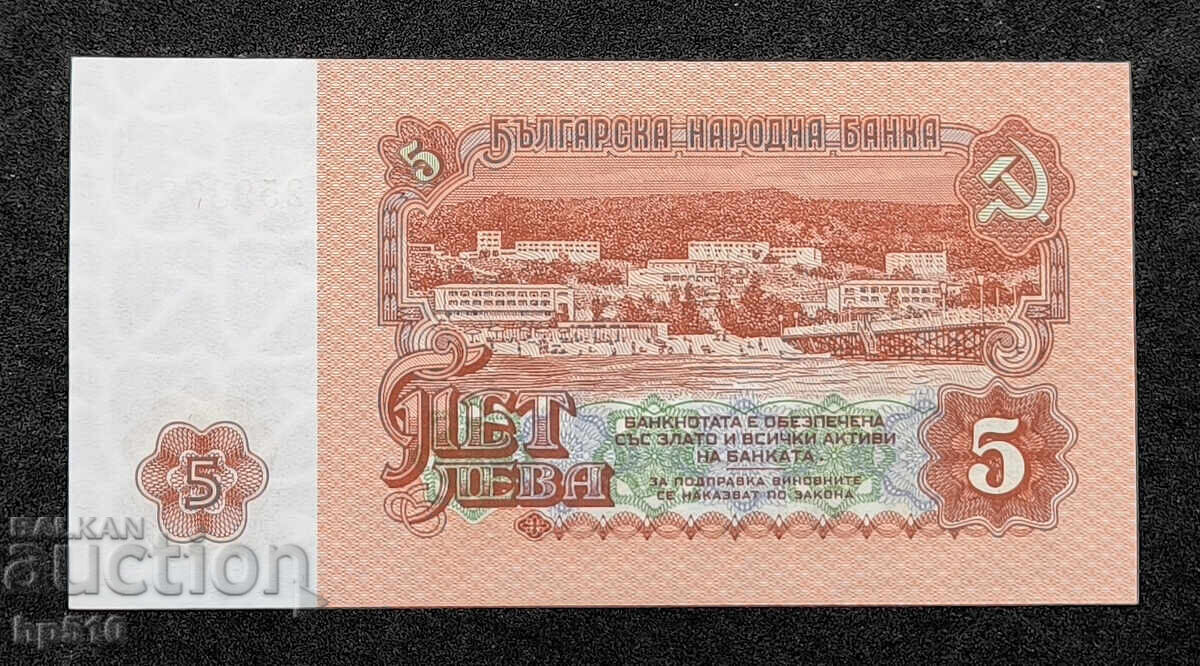 БЪЛГАРСКА НАРОДНА БАНКА
5
ПЕТ
ЛЕВА
БАНКНОТАТА Е ОБЕЗПЕЧЕНА
СЪС ЗЛАТО И ВСИЧКИ АКТИВИ
НА БАНКАТА.
ЗА ПОДПРАВКА ВИНОВНИТЕ
СЕ НАКАЗВАТ ПО ЗАКОНА
5
5
BALKAN
auction
hp510